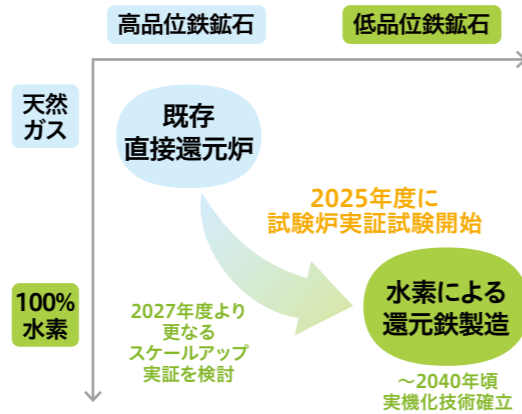 高品位鉄鉱石
低品位鉄鉱石
天然
ガス
既存
直接還元炉
2025年度に
試験炉実証試験開始
100%
水素
2027年度より
更なる
スケールアップ
実証を検討
水素による
還元鉄製造
～2040年頃
実機化技術確立